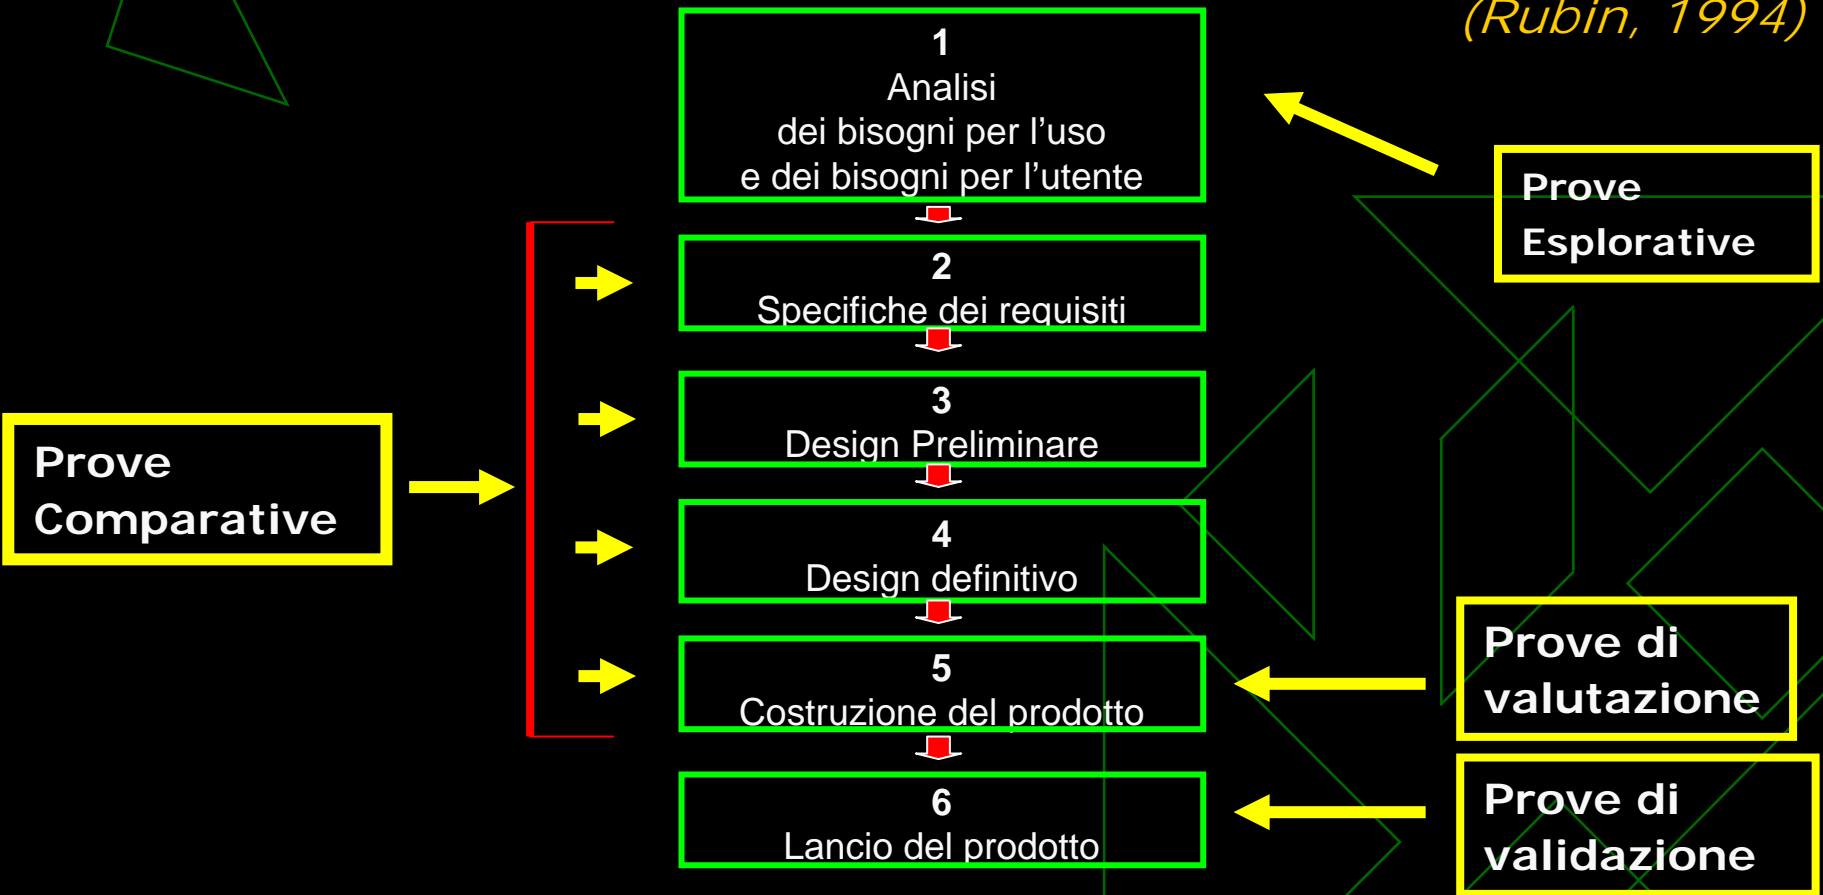 (Rubin, 1994)
1
Analisi
dei bisogni per l’uso
e dei bisogni per l’utente
Prove
Esplorative
2
Specifiche dei requisiti
3
Design Preliminare
Prove
Comparative
4
Design definitivo
5
Costruzione del prodotto
Prove di
valutazione
6
Lancio del prodotto
Prove di
validazione